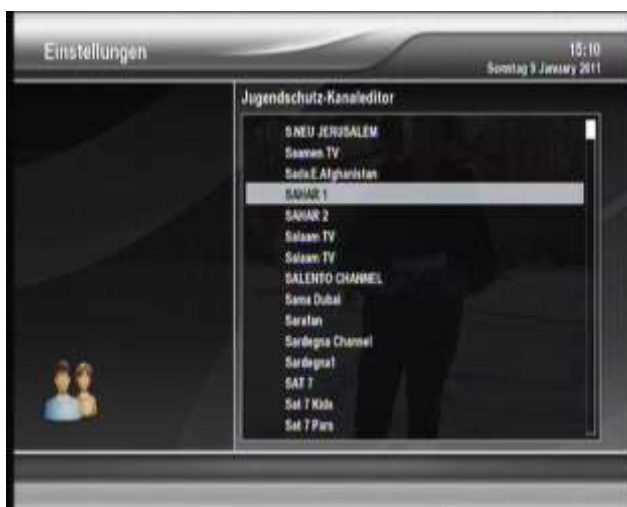 Einstellungen
15:10
Sonntag 9 January 2011
Jugendschutz-Kanaleditor
S.NEU JERUSALEM
Saamen TV
Sada.E.Afghanistan
SAHAR 1
SAHAR 2
Salaam TV
Salaam TV
SALENTO CHANNEL
Sama Dubai
Sarafan
Sardegna Channel
Sardegna1
SAT 7
Sat 7 Kids
Sat 7 Pars